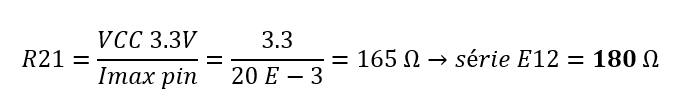 R21 = VCC 3.3V / Imax pin = 3.3 / 20 E − 3 = 165 Ω → série E12 = 180 Ω